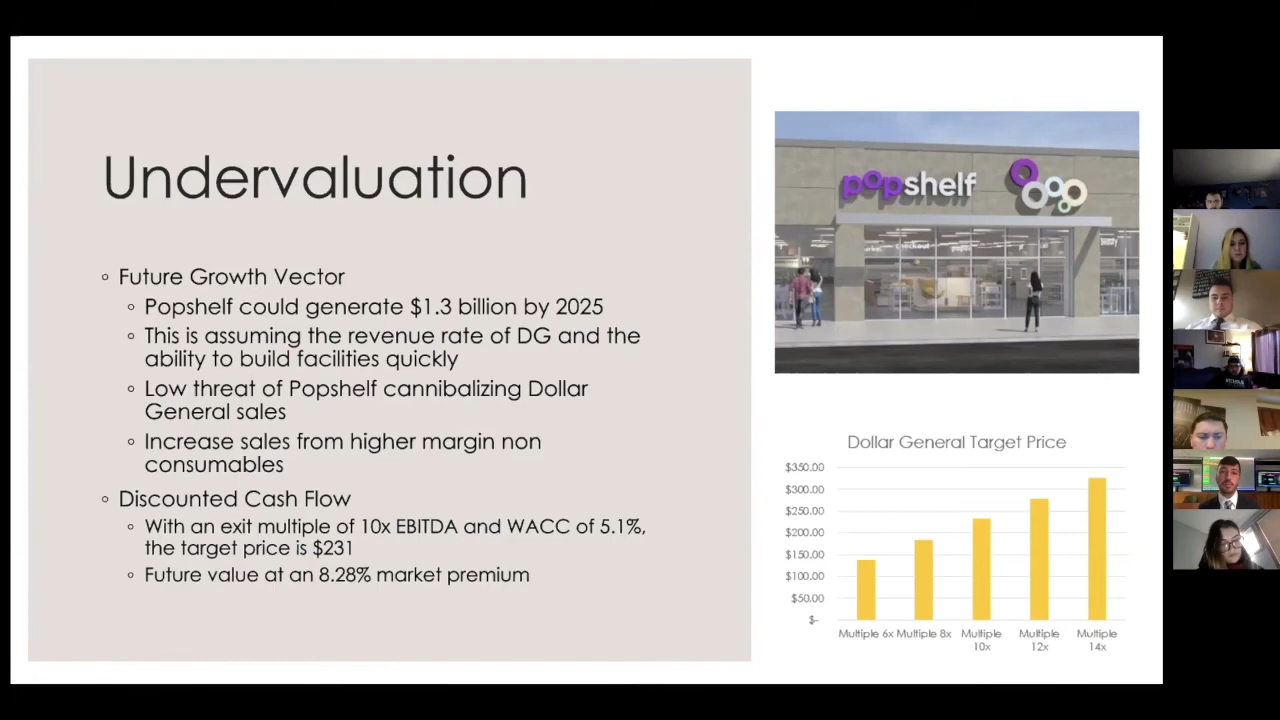 Undervaluation
◦ Future Growth Vector
◦ Popshelf could generate $1.3 billion by 2025
◦ This is assuming the revenue rate of DG and the
ability to build facilities quickly
◦ Low threat of Popshelf cannibalizing Dollar
General sales
◦ Increase sales from higher margin non
consumables
◦ Discounted Cash Flow
◦ With an exit multiple of 10x EBITDA and WACC of 5.1%,
the target price is $231
◦ Future value at an 8.28% market premium
popshelf
checkout
Dollar General Target Price
$350.00
$300.00
$250.00
$200.00
$150.00
$100.00
$50.00
$-
Multiple 6x
Multiple 8x
Multiple
10x
Multiple
12x
Multiple
14x